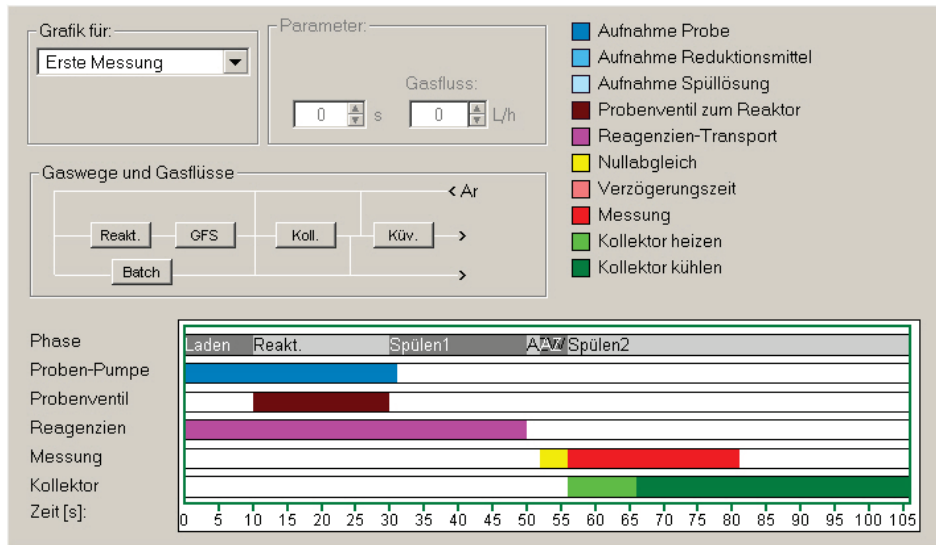 Grafik für:
Erste Messung
Parameter:
Gasfluss:
0 s 0 L/h
Aufnahme Probe
Aufnahme Reduktionsmittel
Aufnahme Spüllösung
Probenventil zum Reaktor
Reagenzien-Transport
Nullabgleich
Verzögerungszeit
Messung
Kollektor heizen
Kollektor kühlen
Gaswege und Gasflüsse
< Ar
Reakt. GFS Koll. Küv. >
Batch >
Phase Laden Reakt. Spülen1 Spülen2
Proben-Pumpe
Probenventil
Reagenzien
Messung
Kollektor
Zeit [s]: 0 5 10 15 20 25 30 35 40 45 50 55 60 65 70 75 80 85 90 95 100 105